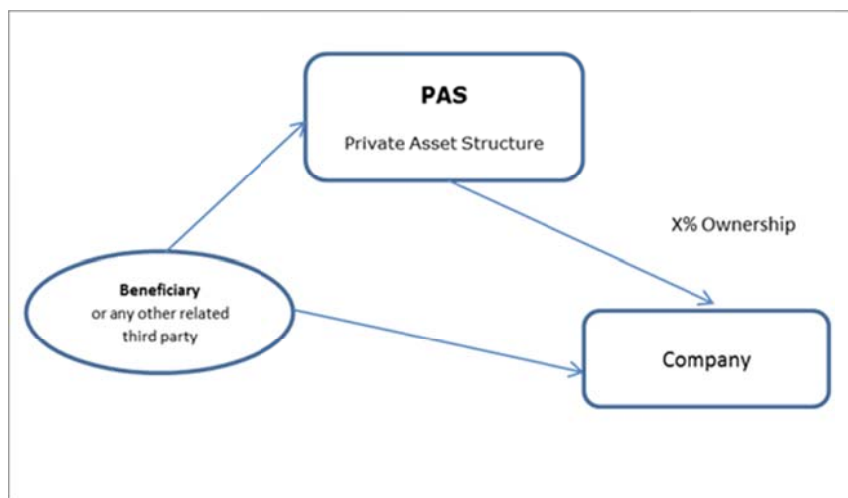 PAS
Private Asset Structure
X% Ownership
Beneficiary
or any other related
third party
Company